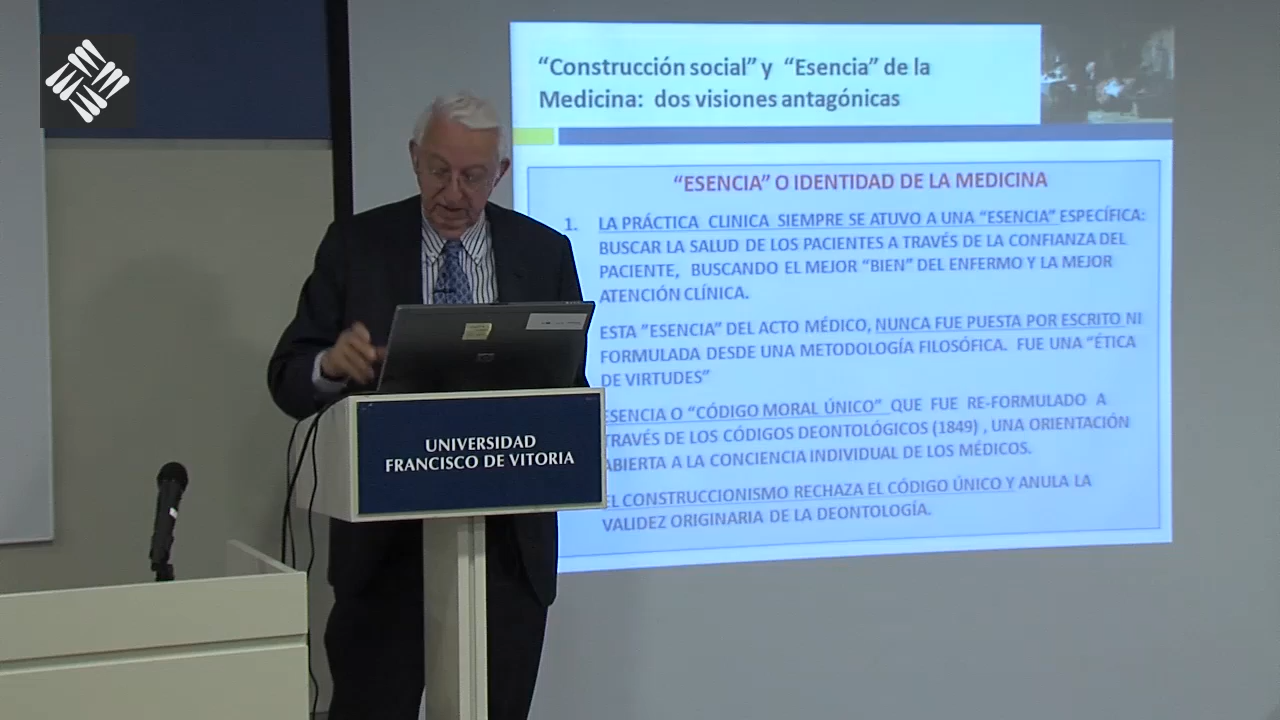 “Construcción social” y “Esencia” de la
Medicina: dos visiones antagónicas
“ESENCIA” O IDENTIDAD DE LA MEDICINA
1. LA PRÁCTICA CLINICA SIEMPRE SE ATUVO A UNA “ESENCIA” ESPECÍFICA:
BUSCAR LA SALUD DE LOS PACIENTES A TRAVÉS DE LA CONFIANZA DEL
PACIENTE, BUSCANDO EL MEJOR “BIEN” DEL ENFERMO Y LA MEJOR
ATENCIÓN CLÍNICA.
ESTA “ESENCIA” DEL ACTO MÉDICO, NUNCA FUE PUESTA POR ESCRITO NI
FORMULADA DESDE UNA METODOLOGÍA FILOSÓFICA. FUE UNA “ÉTICA
DE VIRTUDES”
ESENCIA O “CÓDIGO MORAL ÚNICO” QUE FUE RE-FORMULADO A
TRAVÉS DE LOS CÓDIGOS DEONTOLÓGICOS (1849) , UNA ORIENTACIÓN
ABIERTA A LA CONCIENCIA INDIVIDUAL DE LOS MÉDICOS.
EL CONSTRUCCIONISMO RECHAZA EL CÓDIGO ÚNICO Y ANULA LA
VALIDEZ ORIGINARIA DE LA DEONTOLOGÍA.
UNIVERSIDAD
FRANCISCO DE VITORIA